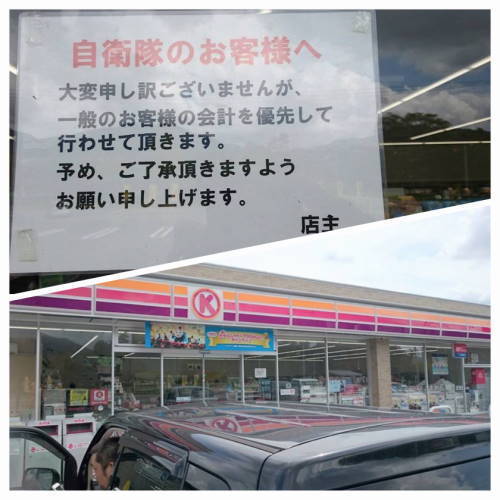 自衛隊のお客様へ
大変申し訳ございませんが、
一般のお客様の会計を優先して
行わせて頂きます。
予め、ご了承頂きますよう
お願い申し上げます。
店主
K